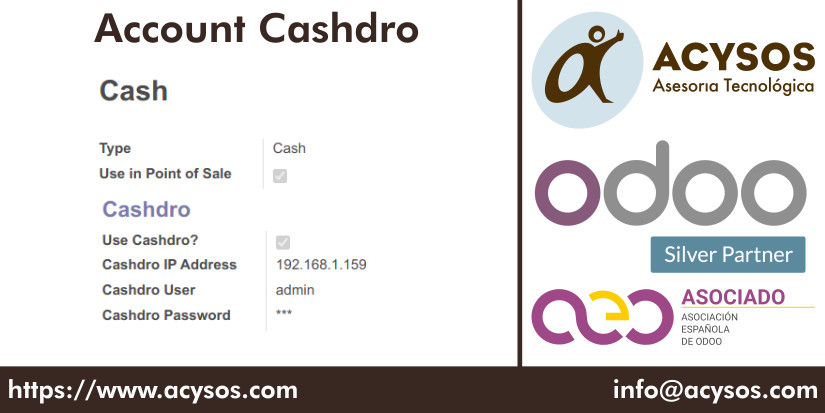 Account Cashdro
Cash
Type Cash
Use in Point of Sale
Cashdro
Use Cashdro?
Cashdro IP Address 192.168.1.159
Cashdro User admin
Cashdro Password ***
ACYSOS
Asesoría Tecnológica
odoo
Silver Partner
aeo
ASOCIADO
ASOCIACIÓN
ESPAÑOLA
DE ODOO
https://www.acysos.com
info@acysos.com